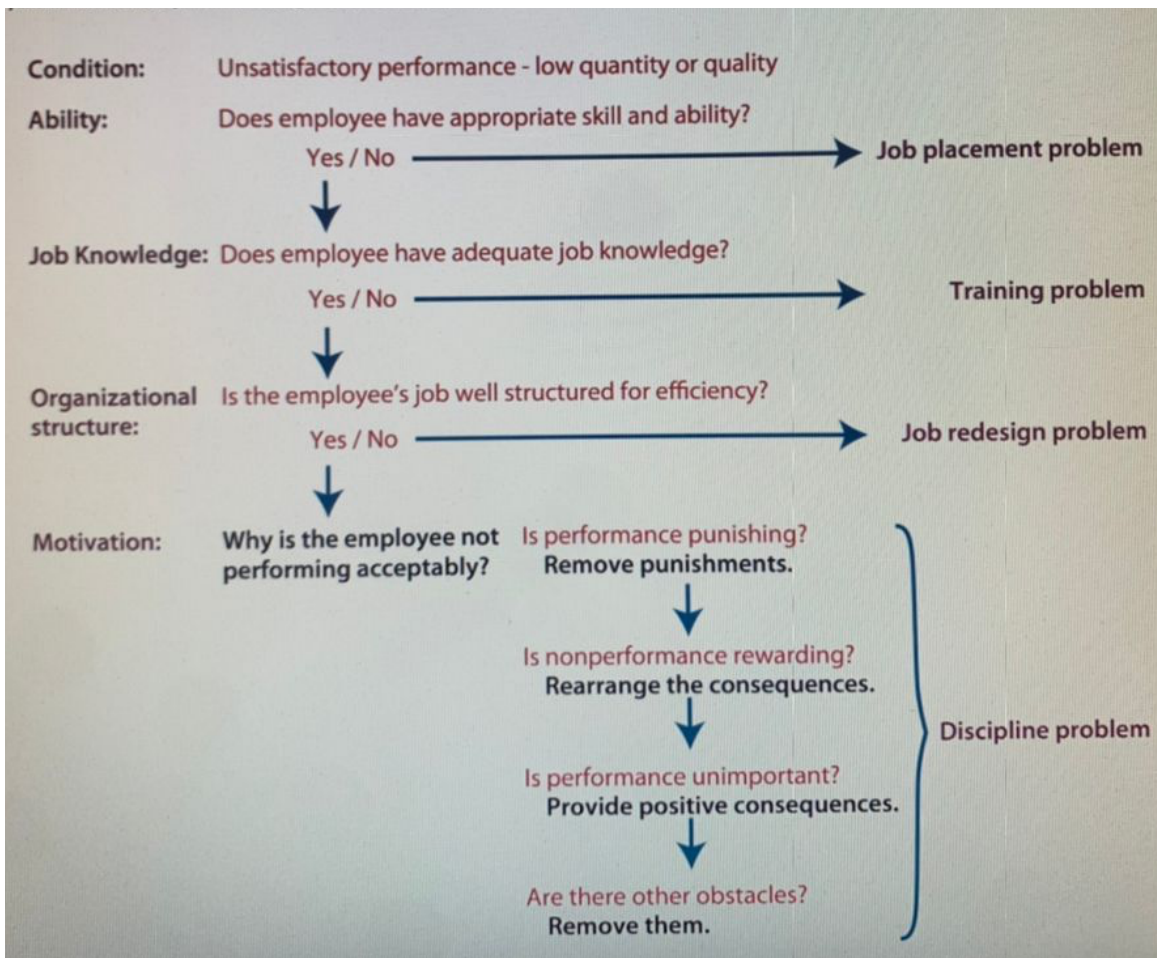 Condition: Unsatisfactory performance - low quantity or quality
Ability: Does employee have appropriate skill and ability?
Yes / No Job placement problem
Job Knowledge: Does employee have adequate job knowledge?
Yes / No Training problem
Organizational structure: Is the employee's job well structured for efficiency?
Yes / No Job redesign problem
Motivation: Why is the employee not performing acceptably?
Is performance punishing?
Remove punishments.
Is nonperformance rewarding?
Rearrange the consequences.
Is performance unimportant?
Provide positive consequences.
Are there other obstacles?
Remove them.
Discipline problem